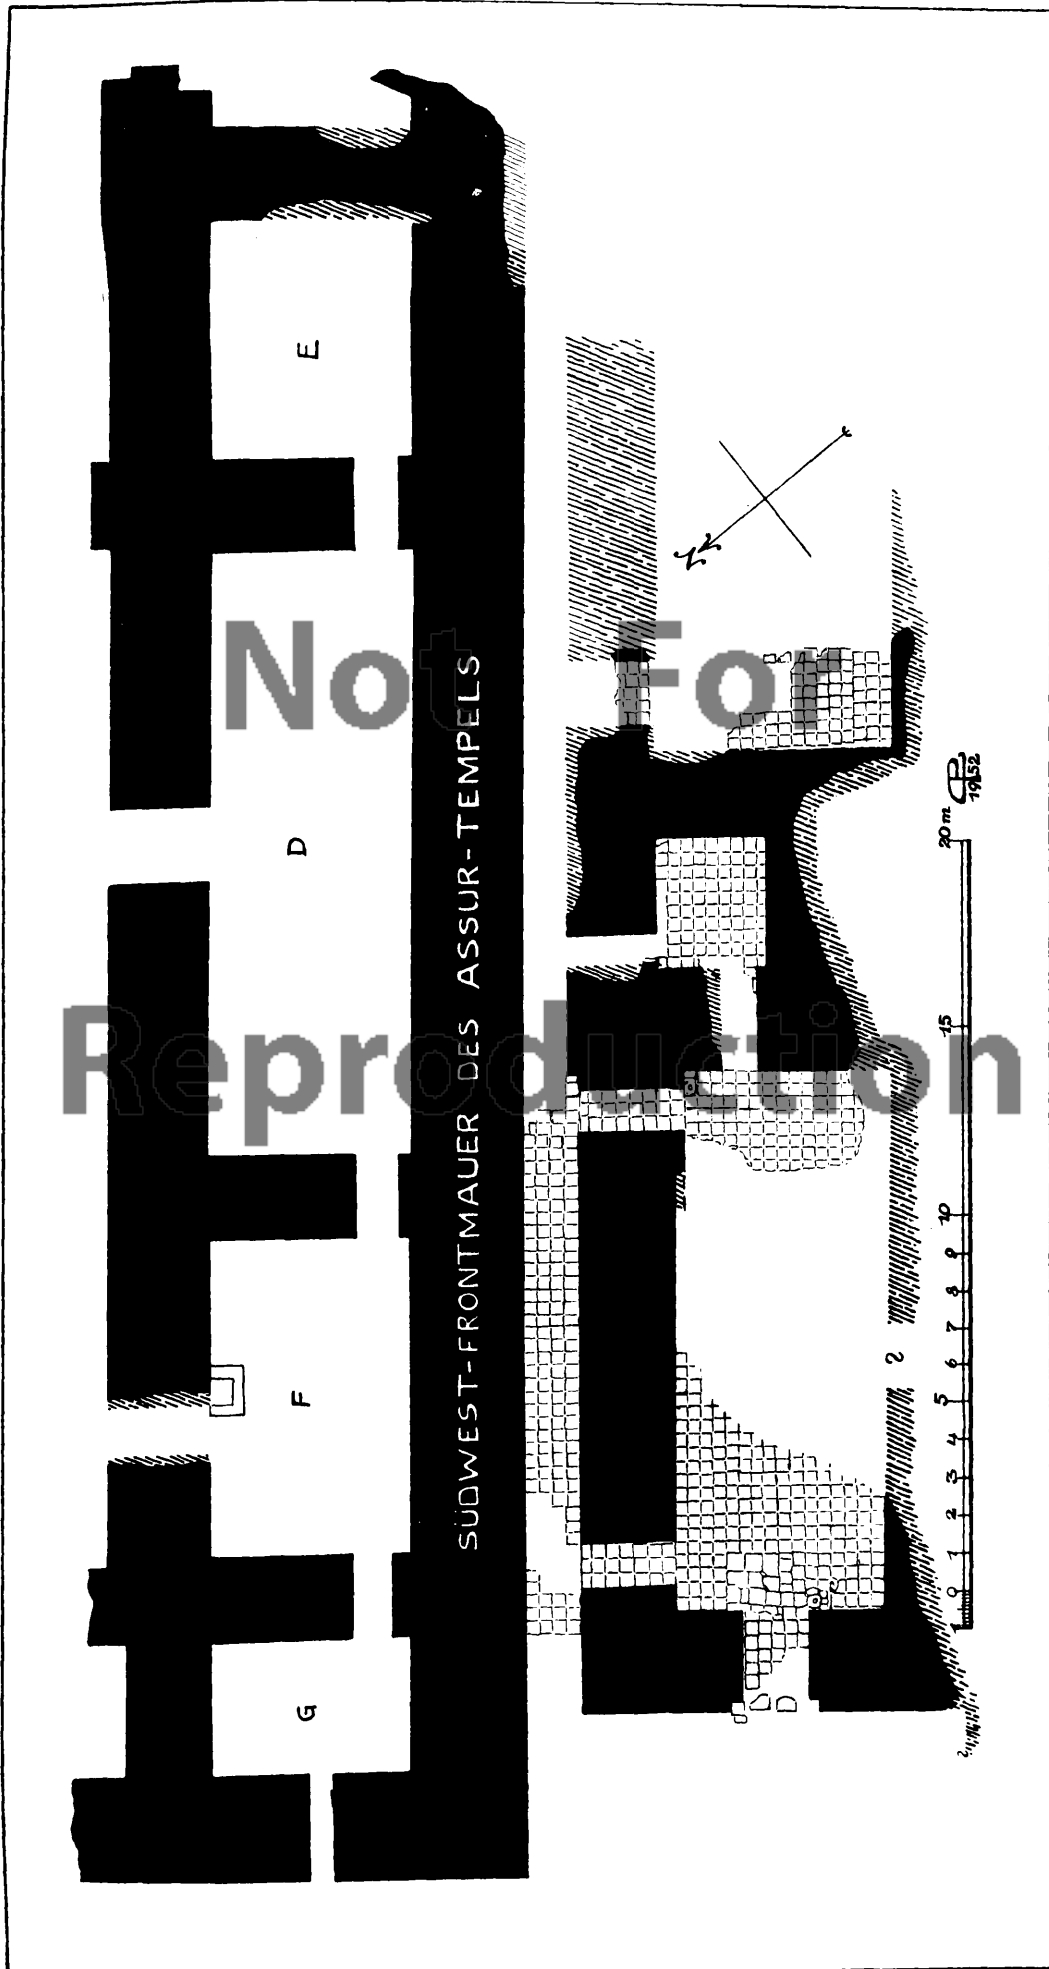 E
D
F
G
SÜDWEST-FRONTMAUER DES ASSUR-TEMPELS
N
?
1 0 1 2 3 4 5 6 7 8 9 10 15 20 m
1952
Not For
Reproduction